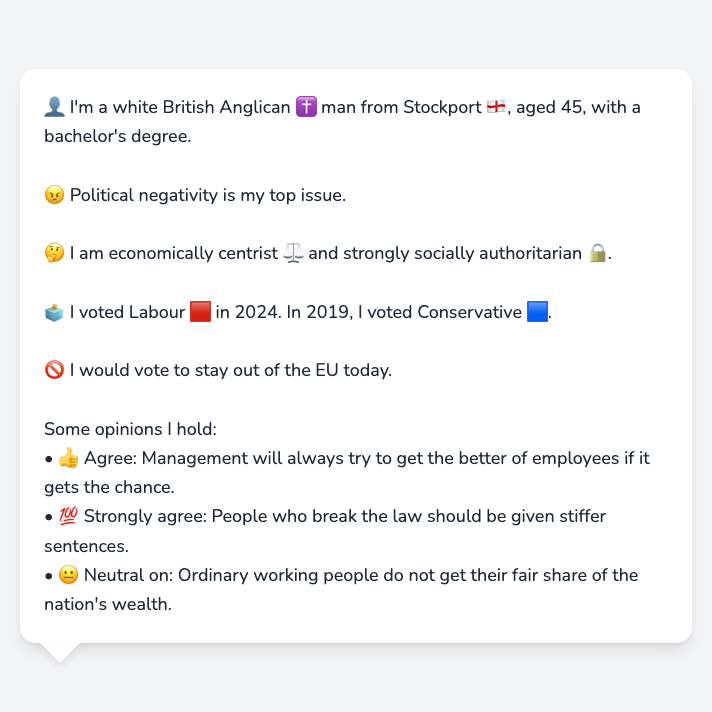 👤 I'm a white British Anglican ✝️ man from Stockport 🏴󠁧󠁢󠁥󠁮󠁧󠁿, aged 45, with a
bachelor's degree.
😠 Political negativity is my top issue.
🤔 I am economically centrist ⚖️ and strongly socially authoritarian 🔒.
🗳️ I voted Labour 🟥 in 2024. In 2019, I voted Conservative 🟦.
🚫 I would vote to stay out of the EU today.
Some opinions I hold:
• 👍 Agree: Management will always try to get the better of employees if it
gets the chance.
• 💯 Strongly agree: People who break the law should be given stiffer
sentences.
• 😐 Neutral on: Ordinary working people do not get their fair share of the
nation's wealth.